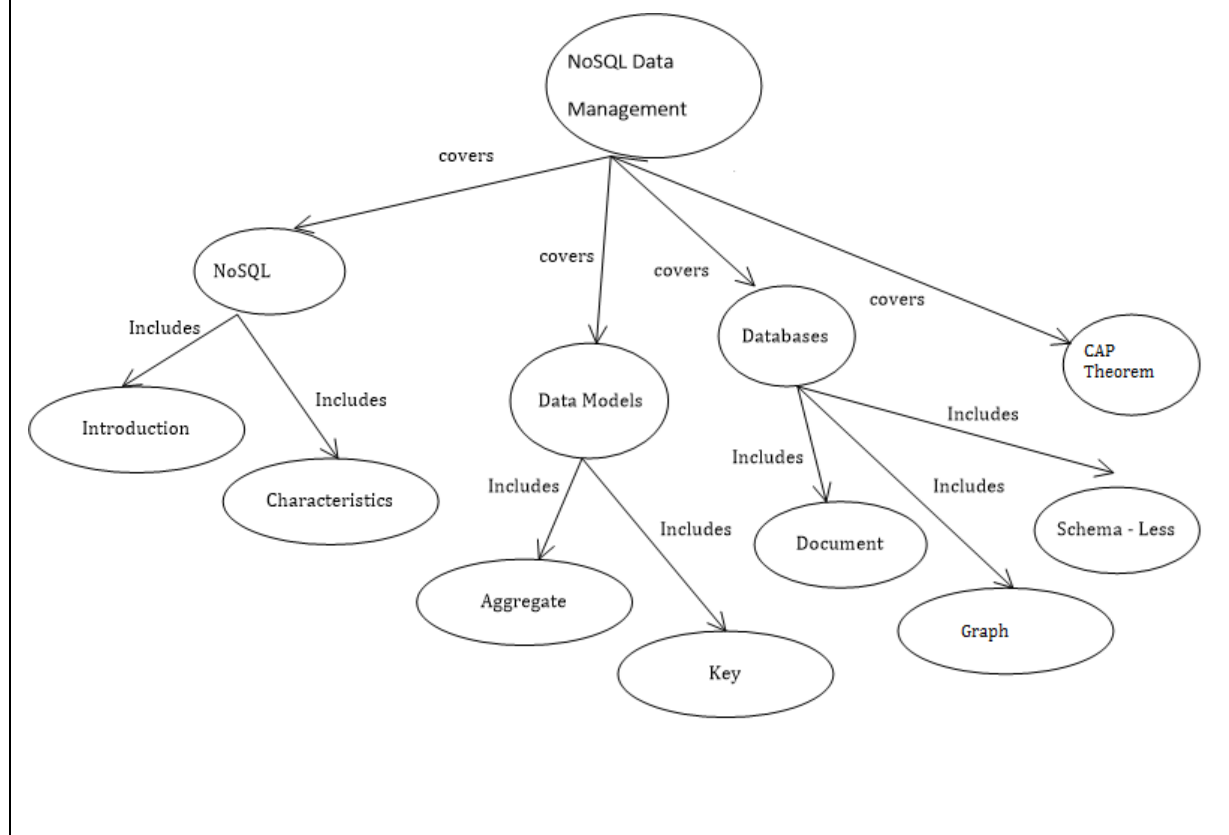 NoSQL Data
Management
covers
NoSQL
covers
covers
covers
Includes
Databases
CAP
Theorem
Includes
Data Models
Includes
Introduction
Includes
Includes
Includes
Characteristics
Includes
Schema - Less
Document
Aggregate
Graph
Key